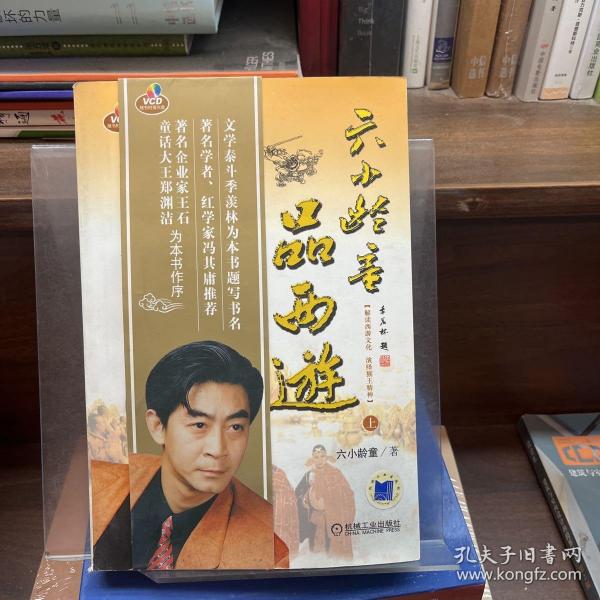 VCD
文学泰斗季羡林为本书题写书名
著名学者、红学家冯其庸推荐
著名企业家王石
童话大王郑渊洁
为本书作序
六小龄童
品西遊
季羡林 题
【解读西游文化 演绎猴王精神】
上
六小龄童/著
机械工业出版社
CHINA MACHINE PRESS
孔夫子旧书网
www.kongfz.com